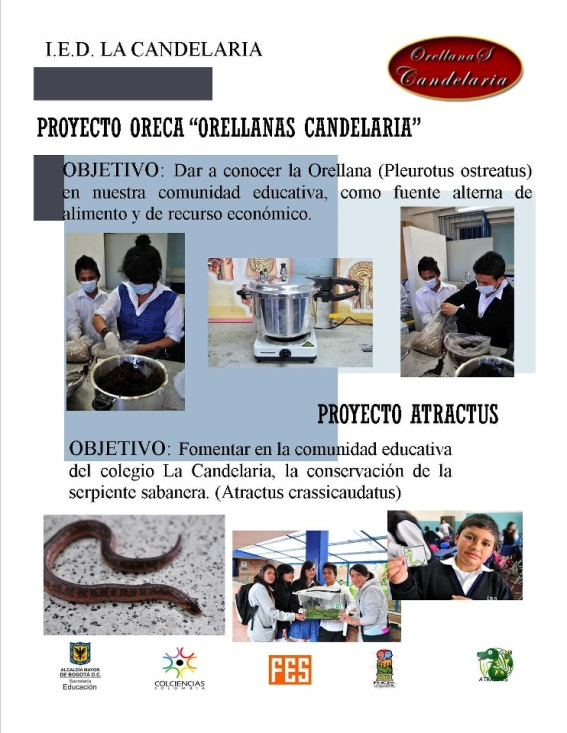 I.E.D. LA CANDELARIA
OrellanaS
Candelaria
PROYECTO ORECA “ORELLANAS CANDELARIA”
OBJETIVO: Dar a conocer la Orellana (Pleurotus ostreatus)
en nuestra comunidad educativa, como fuente alterna de
alimento y de recurso económico.
PROYECTO ATRACTUS
OBJETIVO: Fomentar en la comunidad educativa
del colegio La Candelaria, la conservación de la
serpiente sabanera. (Atractus crassicaudatus)
ALCALDÍA MAYOR
DE BOGOTÁ D.C.
Secretaría
Educación
COLCIENCIAS
COLOMBIA
FES